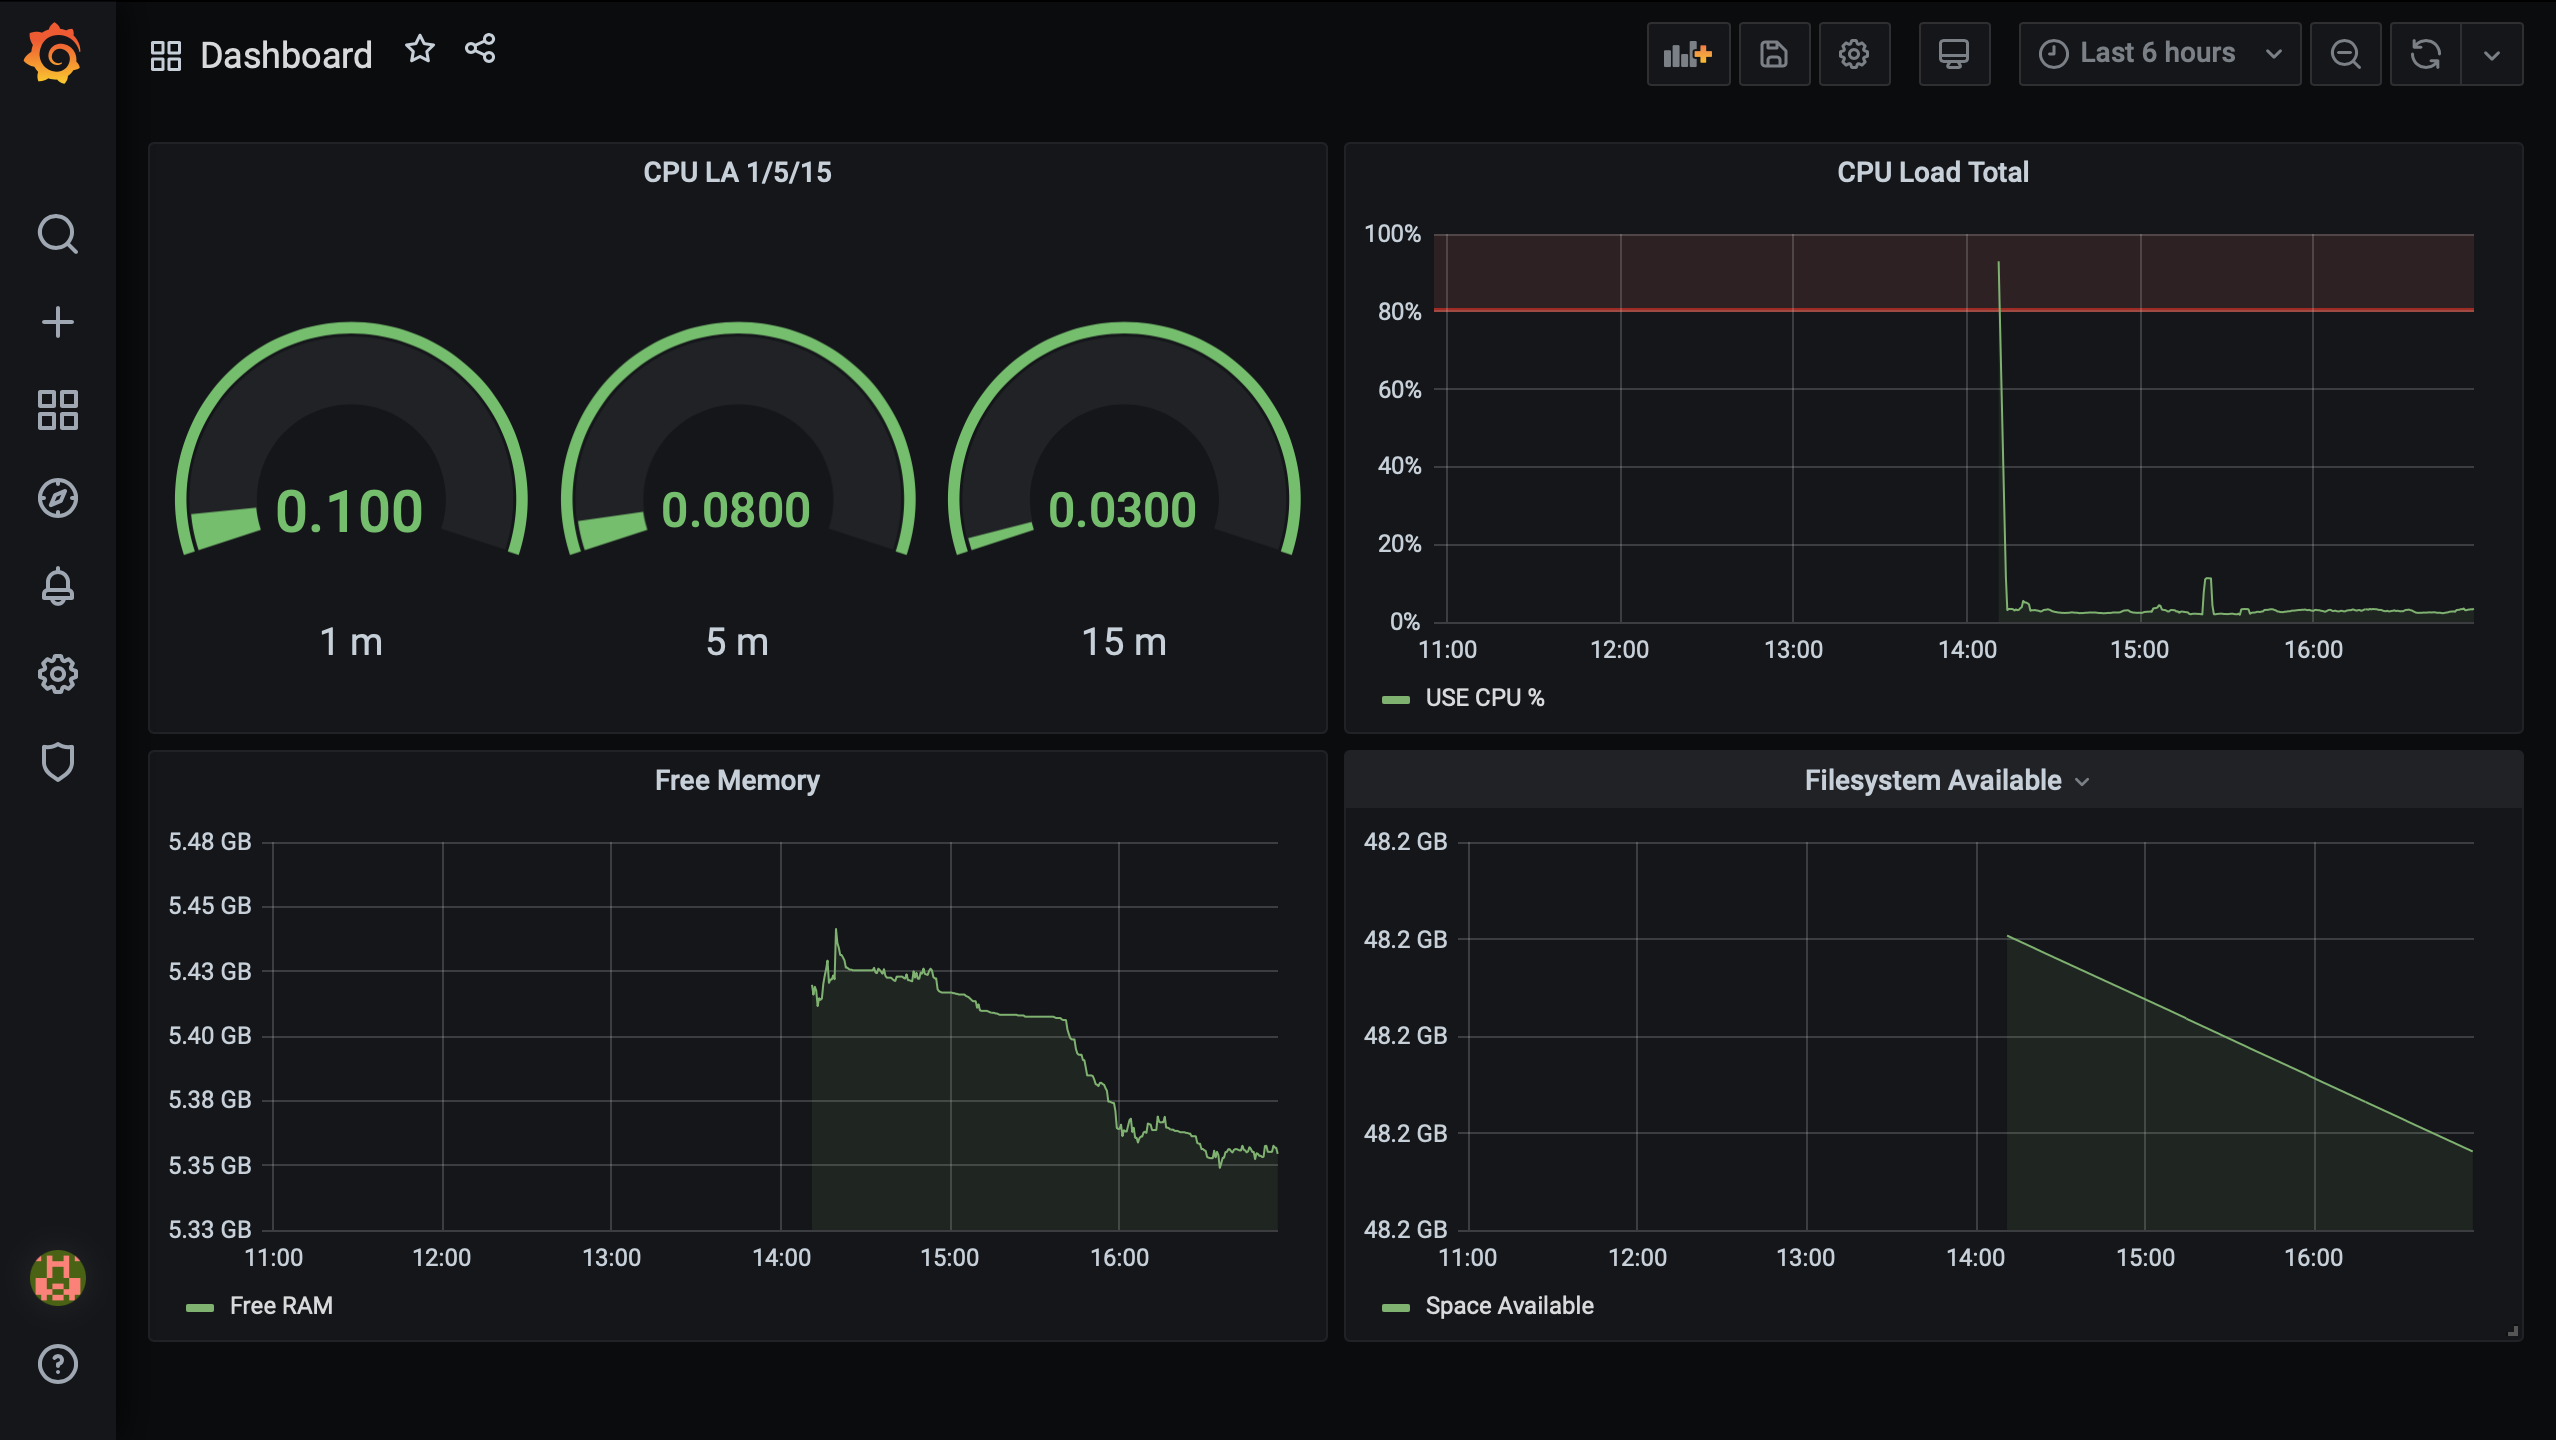 Dashboard
Last 6 hours
CPU LA 1/5/15
0.100
0.0800
0.0300
1 m
5 m
15 m
CPU Load Total
100%
80%
60%
40%
20%
0%
11:00
12:00
13:00
14:00
15:00
16:00
USE CPU %
Free Memory
5.48 GB
5.45 GB
5.43 GB
5.40 GB
5.38 GB
5.35 GB
5.33 GB
11:00
12:00
13:00
14:00
15:00
16:00
Free RAM
Filesystem Available
48.2 GB
48.2 GB
48.2 GB
48.2 GB
48.2 GB
11:00
12:00
13:00
14:00
15:00
16:00
Space Available